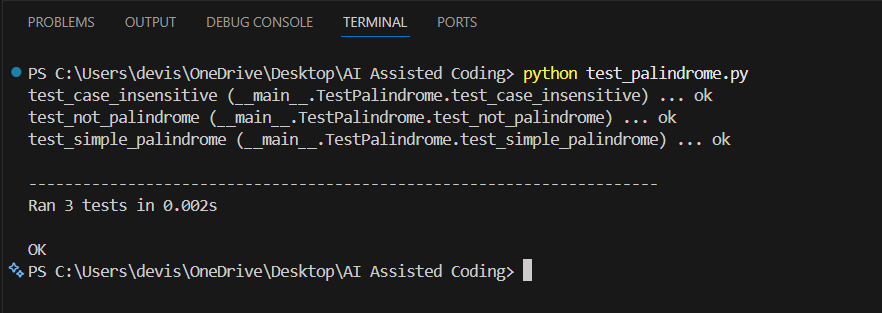 PROBLEMS OUTPUT DEBUG CONSOLE TERMINAL PORTS
PS C:\Users\devis\OneDrive\Desktop\AI Assisted Coding> python test_palindrome.py
test_case_insensitive (__main__.TestPalindrome.test_case_insensitive) ... ok
test_not_palindrome (__main__.TestPalindrome.test_not_palindrome) ... ok
test_simple_palindrome (__main__.TestPalindrome.test_simple_palindrome) ... ok
----------------------------------------------------------------------
Ran 3 tests in 0.002s
OK
PS C:\Users\devis\OneDrive\Desktop\AI Assisted Coding>